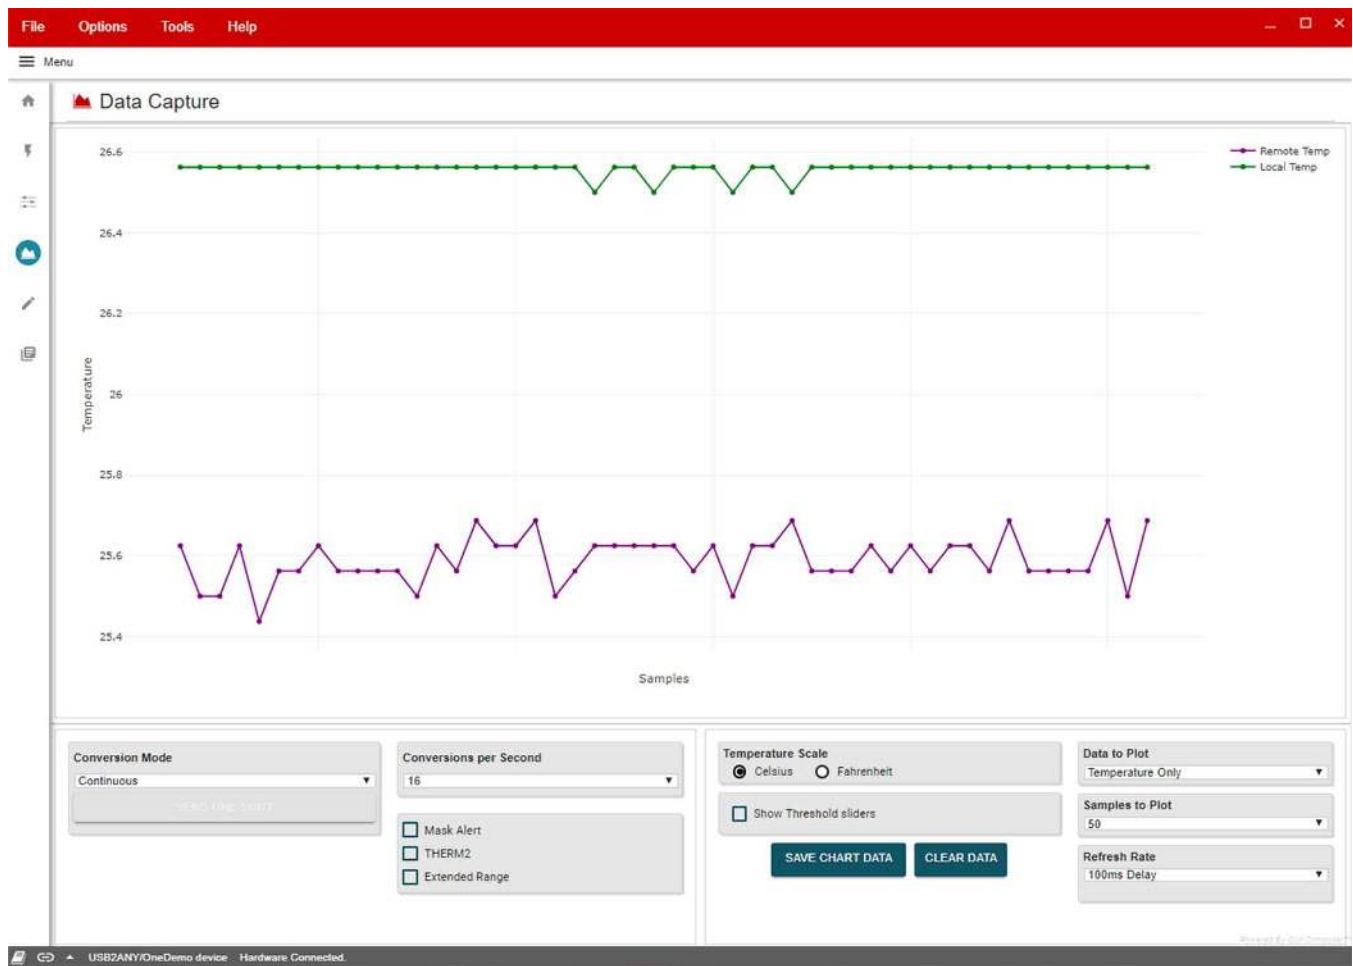 File Options Tools Help
Menu
Data Capture
26.6
26.4
26.2
26
25.8
25.6
25.4
Temperature
Samples
Remote Temp
Local Temp
Conversion Mode
Continuous
SEND ONE SHOT
Conversions per Second
16
Mask Alert
THERM2
Extended Range
Temperature Scale
Celsius Fahrenheit
Show Threshold sliders
SAVE CHART DATA CLEAR DATA
Data to Plot
Temperature Only
Samples to Plot
50
Refresh Rate
100ms Delay
USB2ANY/OneDemo device Hardware Connected.